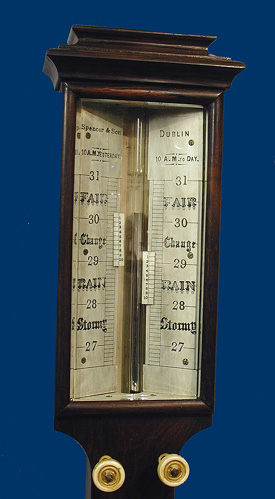 Spencer & Son
DUBLIN
10 A.M. YESTERDAY.
10 A.M. TO DAY.
31
31
FAIR
FAIR
30
30
Change
Change
29
29
RAIN
RAIN
28
28
Stormy
Stormy
27
27